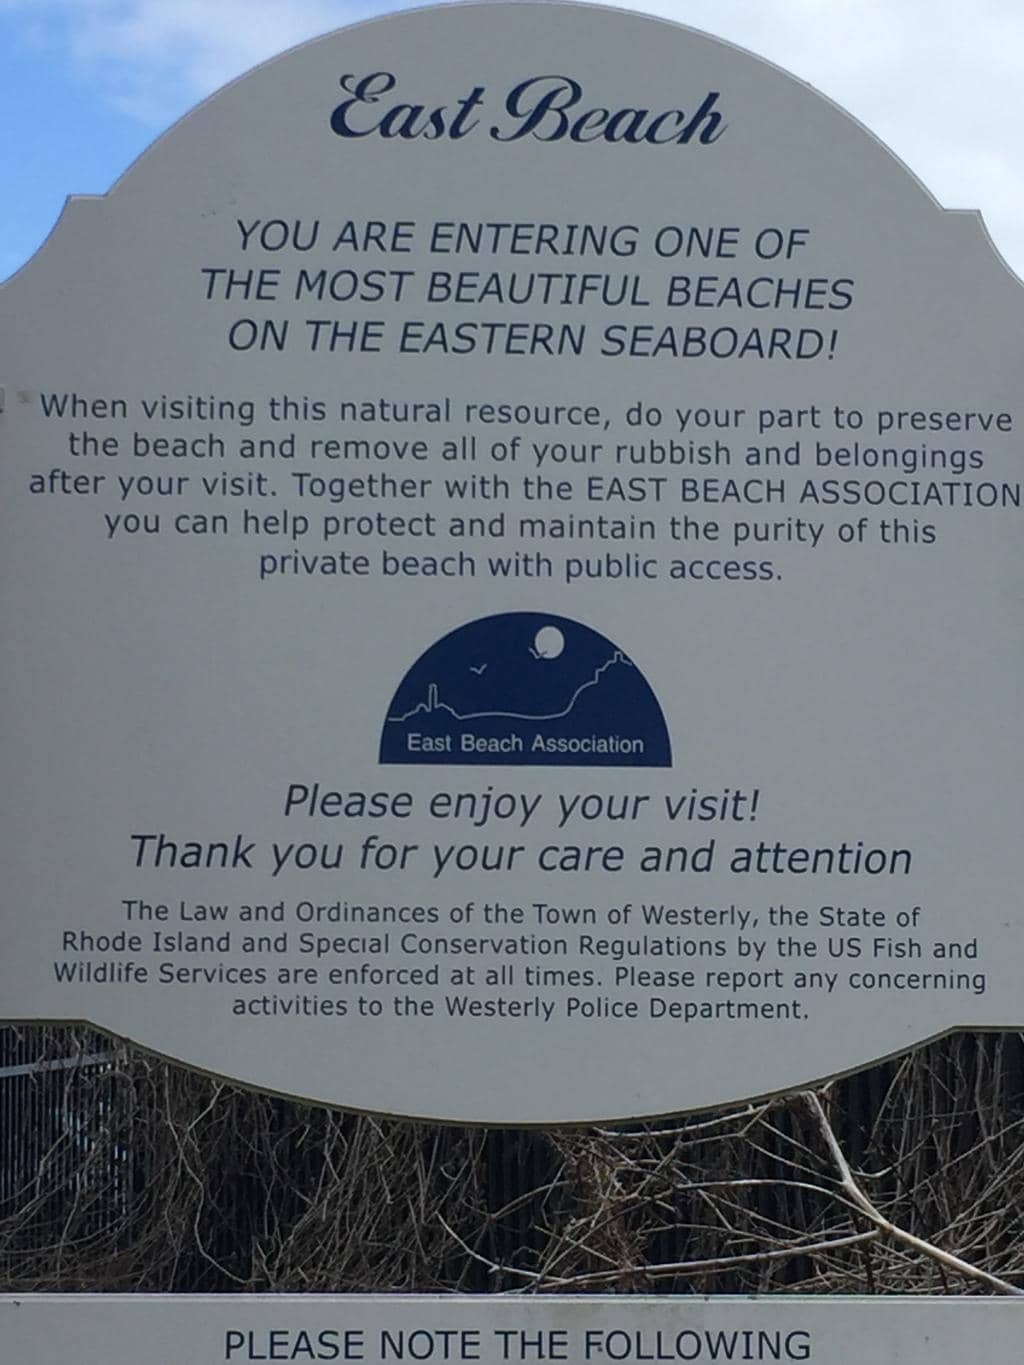 East Beach
YOU ARE ENTERING ONE OF
THE MOST BEAUTIFUL BEACHES
ON THE EASTERN SEABOARD!
When visiting this natural resource, do your part to preserve
the beach and remove all of your rubbish and belongings
after your visit. Together with the EAST BEACH ASSOCIATION
you can help protect and maintain the purity of this
private beach with public access.
East Beach Association
Please enjoy your visit!
Thank you for your care and attention
The Law and Ordinances of the Town of Westerly, the State of
Rhode Island and Special Conservation Regulations by the US Fish and
Wildlife Services are enforced at all times. Please report any concerning
activities to the Westerly Police Department.
PLEASE NOTE THE FOLLOWING